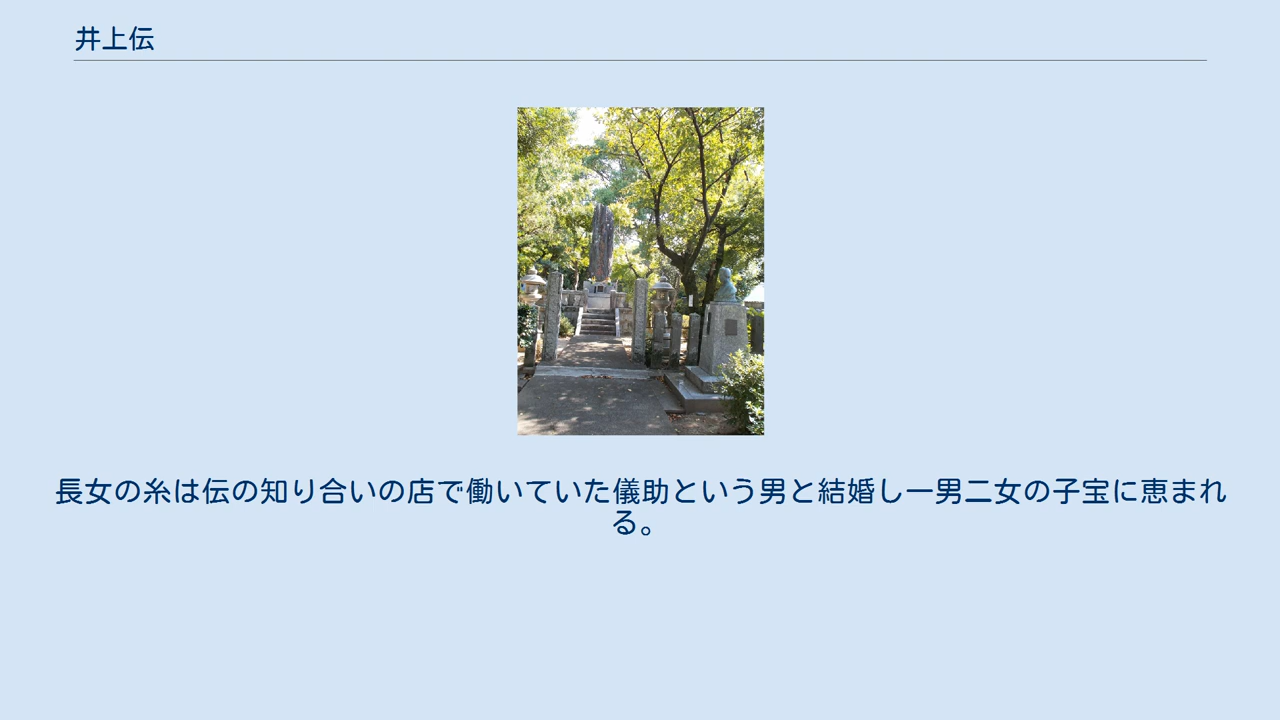 井上伝
長女の糸は伝の知り合いの店で働いていた儀助という男と結婚し一男二女の子宝に恵まれ
る。